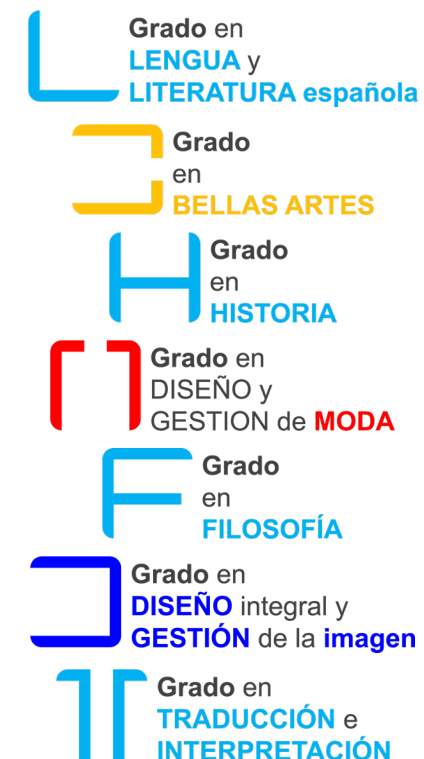 Grado en
LENGUA y
LITERATURA española
Grado
en
BELLAS ARTES
Grado
en
HISTORIA
Grado en
DISEÑO y
GESTION de MODA
Grado
en
FILOSOFÍA
Grado en
DISEÑO integral y
GESTIÓN de la imagen
Grado en
TRADUCCIÓN e
INTERPRETACIÓN